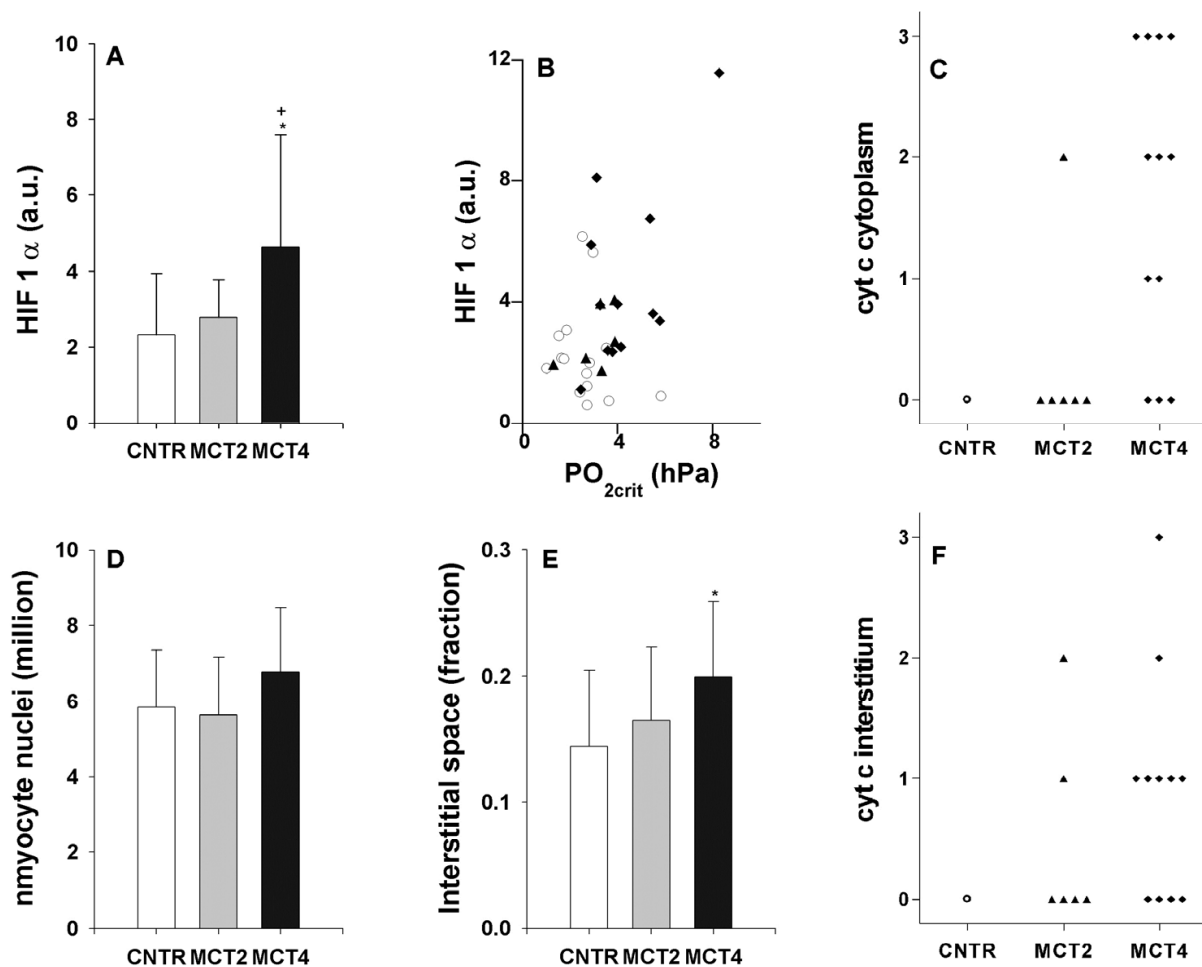 A
HIF 1 α (a.u.)
10
8
6
4
2
0
+
*
CNTR MCT2 MCT4
B
HIF 1 α (a.u.)
12
8
4
0
0 4 8
PO2crit (hPa)
C
cyt c cytoplasm
3
2
1
0
CNTR MCT2 MCT4
D
nmyocyte nuclei (million)
10
8
6
4
2
0
CNTR MCT2 MCT4
E
Interstitial space (fraction)
0.3
0.2
0.1
0.0
*
CNTR MCT2 MCT4
F
cyt c interstitium
3
2
1
0
CNTR MCT2 MCT4